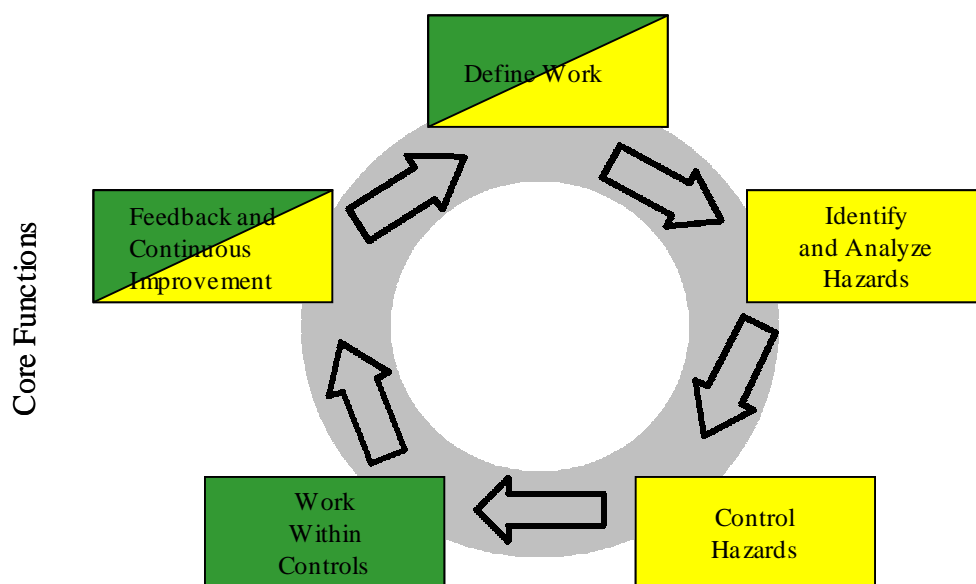 Define Work
Feedback and
Continuous
Improvement
Identify
and Analyze
Hazards
Core Functions
Work
Within
Controls
Control
Hazards